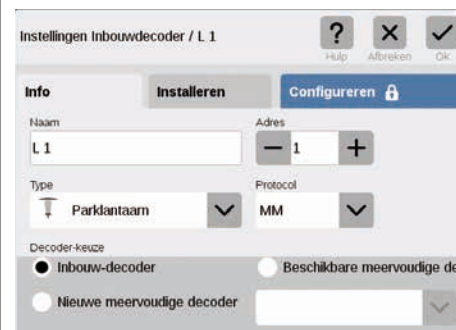 Instellingen Inbouwdecoder / L 1
Hulp Afbreken Ok
Info Installeren Configureren
Naam Adres
L 1 1
Type Protocol
Parklantaarn MM
Decoder-keuze
Inbouw-decoder Beschikbare meervoudige de
Nieuwe meervoudige decoder